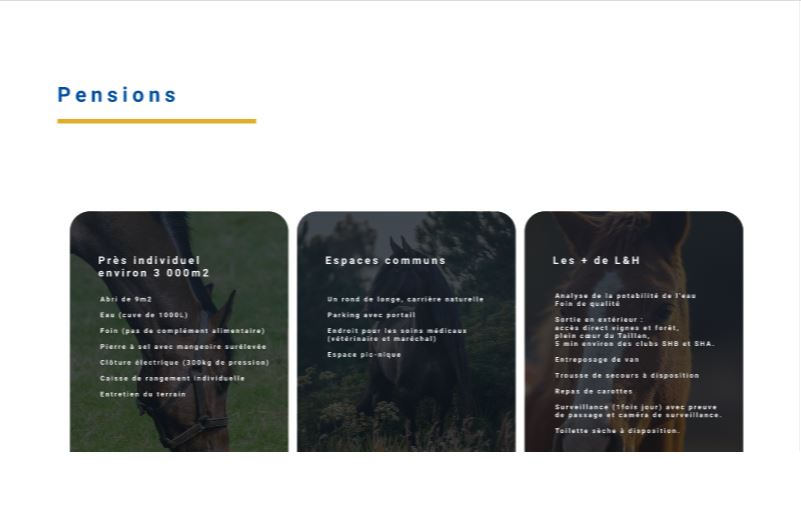 Pensions
Près individuel
environ 3 000m2
Abri de 9m2
Eau (cuve de 1000L)
Foin (pas de complément alimentaire)
Pierre à sel avec mangeoire surélevée
Clôture électrique (300kg de pression)
Caisse de rangement individuelle
Entretien du terrain
Espaces communs
Un rond de longe, carrière naturelle
Parking avec portail
Endroit pour les soins médicaux
(vétérinaire et maréchal)
Espace pic-nique
Les + de L&H
Analyse de la potabilité de l'eau
Foin de qualité
Sortie en extérieur :
accès direct vignes et forêt,
plein cœur du Taillan,
5 min environ des clubs SHB et SHA.
Entreposage de van
Trousse de secours à disposition
Repas de carottes
Surveillance (1fois jour) avec preuve
de passage et caméra de surveillance.
Toilette sèche à disposition.